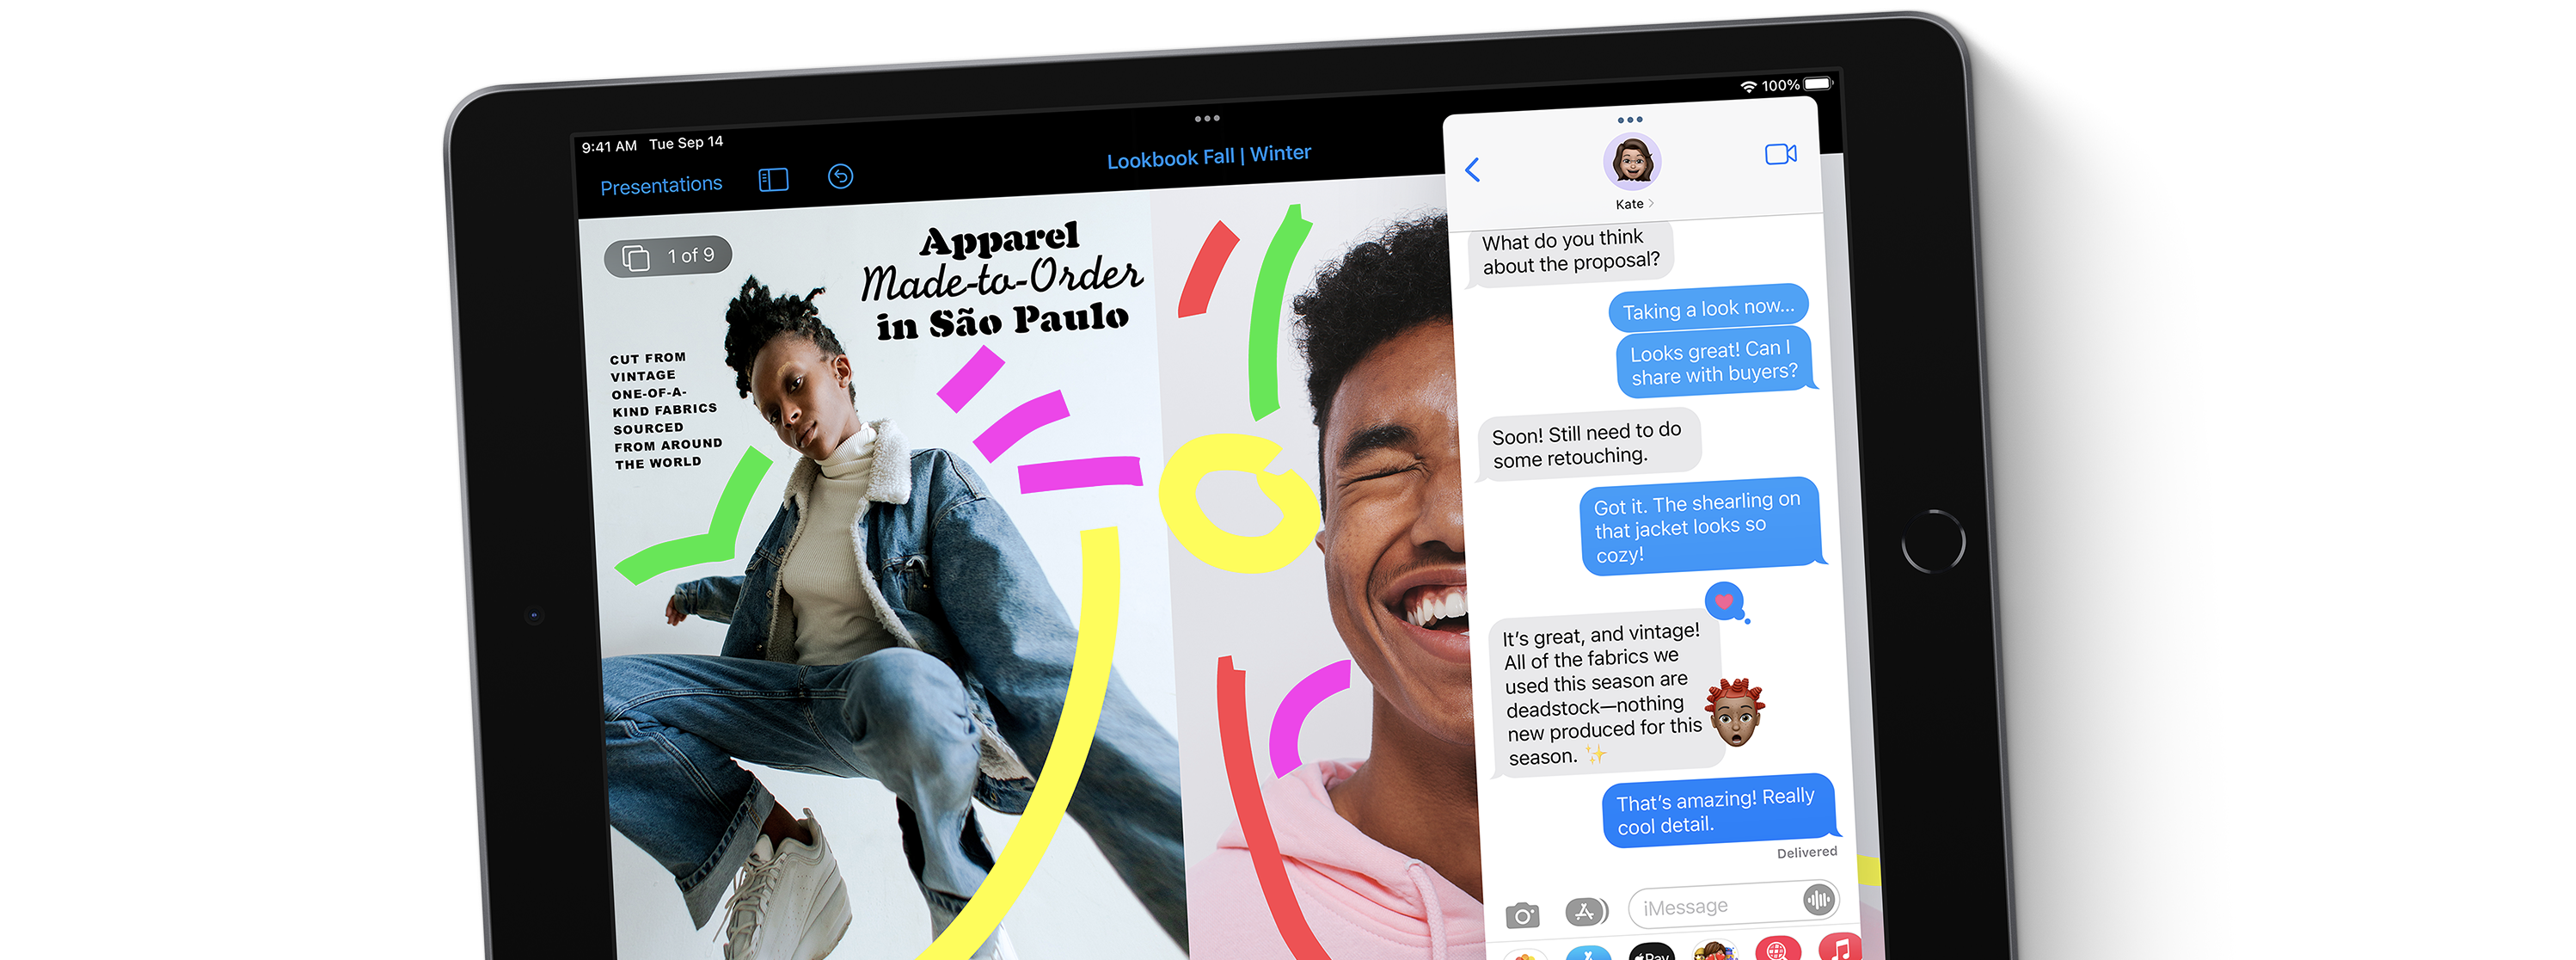 9:41 AM Tue Sep 14
100%
Presentations
Lookbook Fall | Winter
1 of 9
Apparel
Made-to-Order
in São Paulo
CUT FROM
VINTAGE
ONE-OF-A-
KIND FABRICS
SOURCED
FROM AROUND
THE WORLD
Kate
What do you think
about the proposal?
Taking a look now...
Looks great! Can I
share with buyers?
Soon! Still need to do
some retouching.
Got it. The shearling on
that jacket looks so
cozy!
It's great, and vintage!
All of the fabrics we
used this season are
deadstock—nothing
new produced for this
season. ✨
That's amazing! Really
cool detail.
Delivered
iMessage
Pay